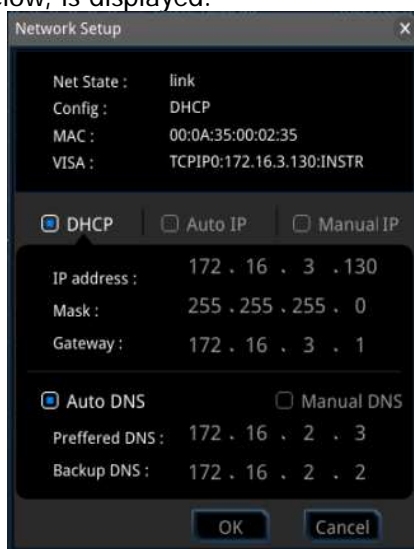 below, is displayed.
Network Setup x
Net State : link
Config : DHCP
MAC : 00:0A:35:00:02:35
VISA : TCPIP0:172.16.3.130:INSTR
DHCP Auto IP Manual IP
IP address : 172 . 16 . 3 . 130
Mask : 255 . 255 . 255 . 0
Gateway : 172 . 16 . 3 . 1
Auto DNS Manual DNS
Preffered DNS : 172 . 16 . 2 . 3
Backup DNS : 172 . 16 . 2 . 2
OK Cancel